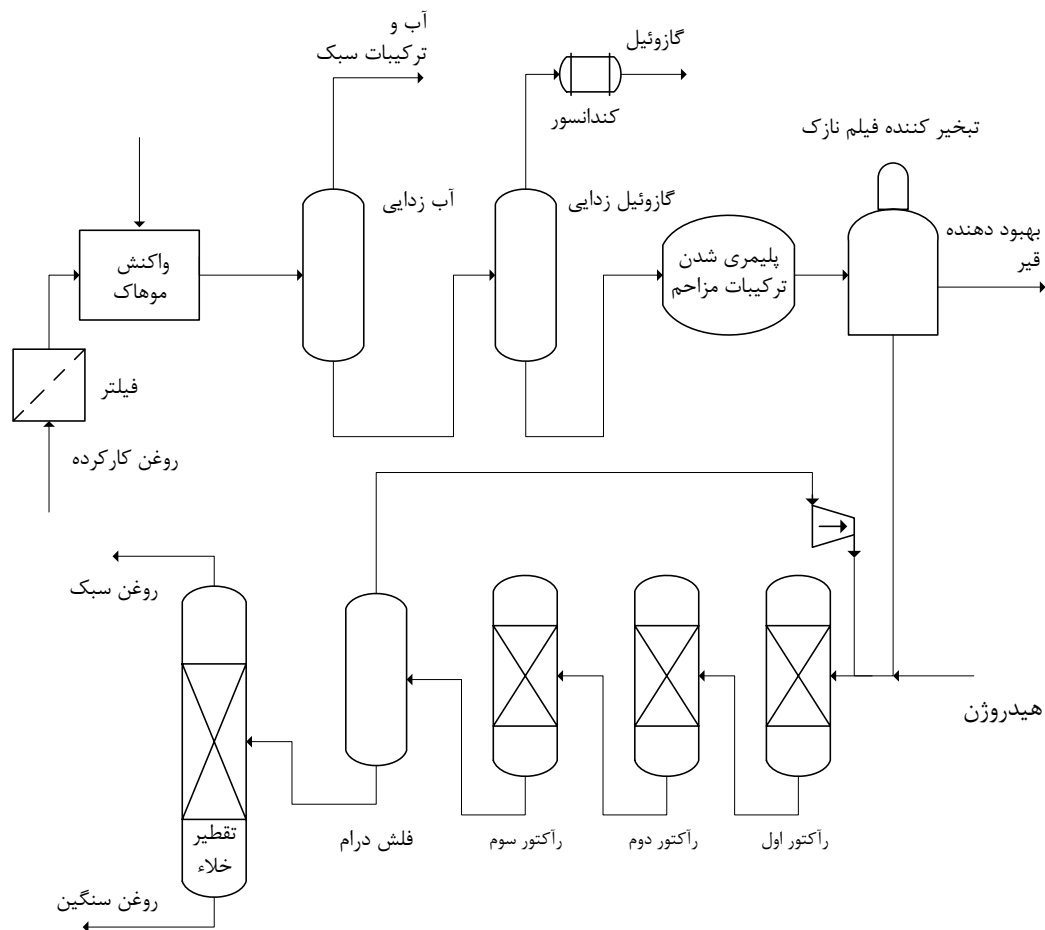 آب و
ترکیبات سبک
گازوئیل
کندانسور
تبخیر کننده فیلم نازک
آب زدایی
گازوئیل زدایی
بهبود دهنده
قیر
واکنش
موهاک
پلیمری شدن
ترکیبات مزاحم
فیلتر
روغن کارکرده
روغن سبک
هیدروژن
تقطیر
خلاء
فلش درام
رآکتور سوم
رآکتور دوم
رآکتور اول
روغن سنگین